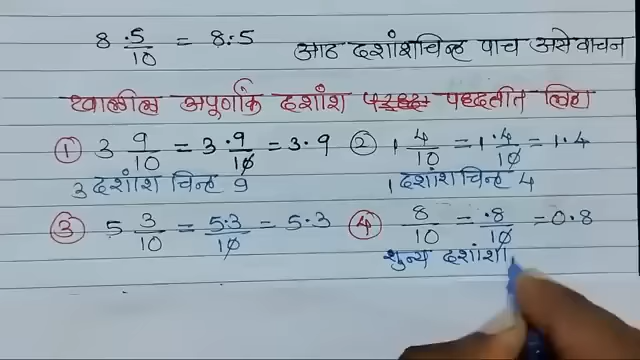 8 .5/10 = 8.5 आठ दशांशचिन्ह पाच असे वाचन
खालील अपूर्णांक दशांश पद्धतीत लिहा
① 3 9/10 = 3.9/10 = 3.9 ② 1 4/10 = 1.4/10 = 1.4
3 दशांश चिन्ह 9 1 दशांश चिन्ह 4
③ 5 3/10 = 5.3/10 = 5.3 ④ 8/10 = .8/10 = 0.8
शुन्य दशांश